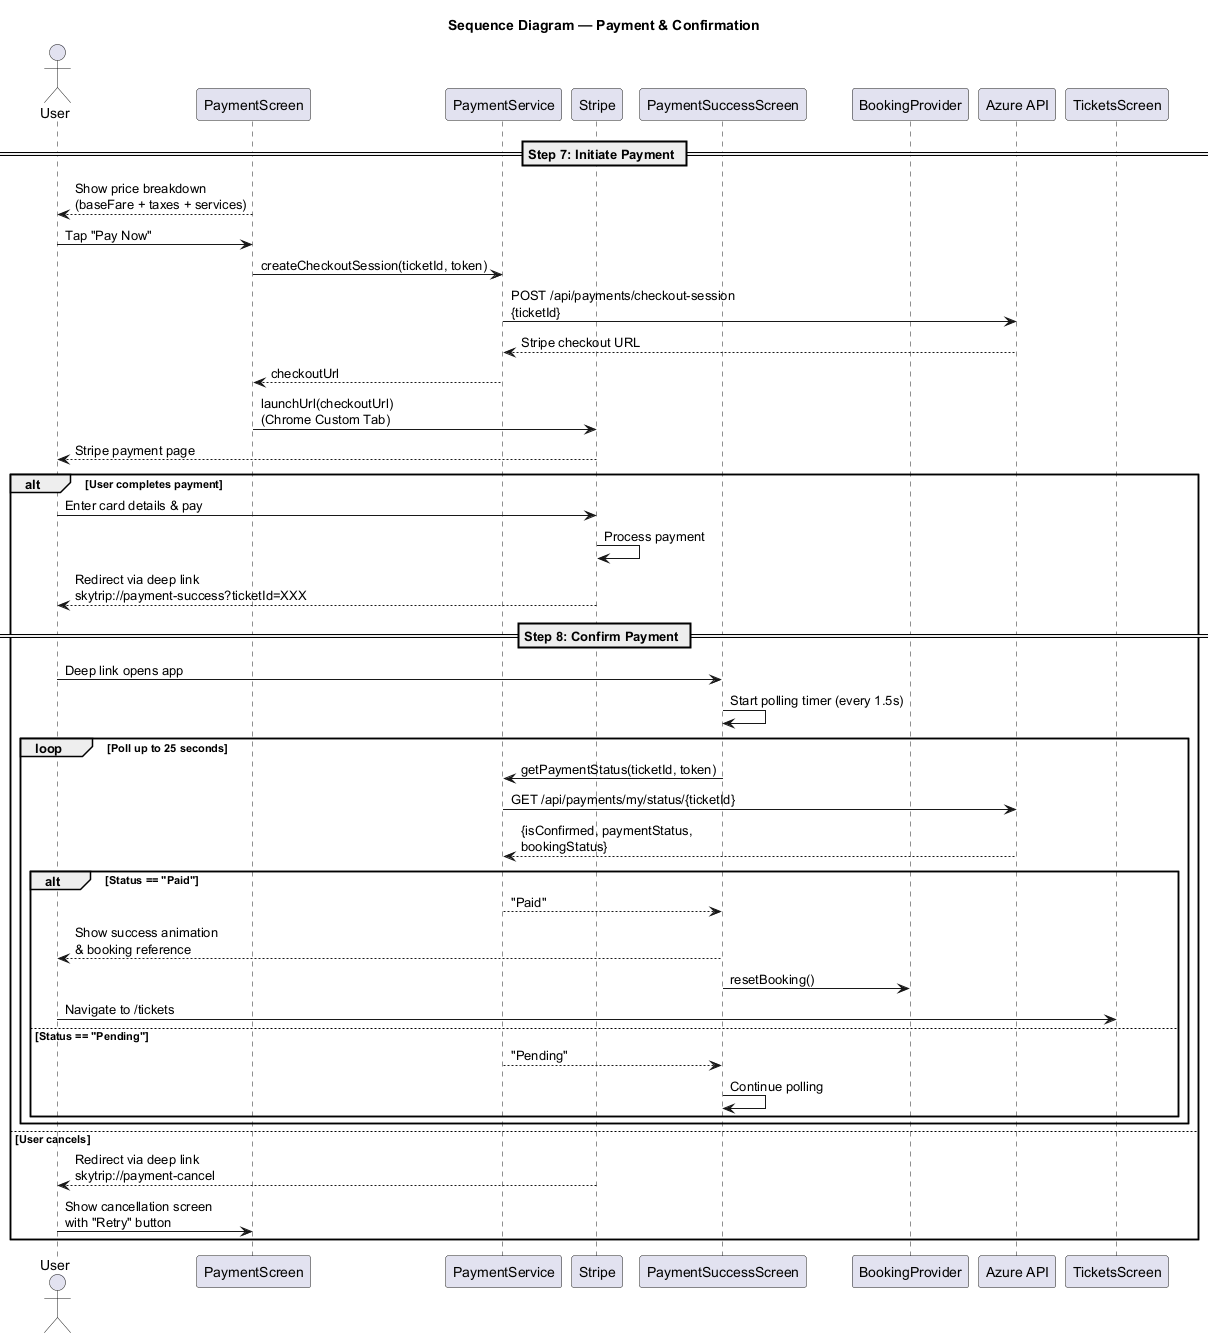 Sequence Diagram — Payment & Confirmation
User
PaymentScreen
PaymentService
Stripe
PaymentSuccessScreen
BookingProvider
Azure API
TicketsScreen
Step 7: Initiate Payment
Show price breakdown
(baseFare + taxes + services)
Tap "Pay Now"
createCheckoutSession(ticketId, token)
POST /api/payments/checkout-session
{ticketId}
Stripe checkout URL
checkoutUrl
launchUrl(checkoutUrl)
(Chrome Custom Tab)
Stripe payment page
alt
[User completes payment]
Enter card details & pay
Process payment
Redirect via deep link
skytrip://payment-success?ticketId=XXX
Step 8: Confirm Payment
Deep link opens app
Start polling timer (every 1.5s)
loop
[Poll up to 25 seconds]
getPaymentStatus(ticketId, token)
GET /api/payments/my/status/{ticketId}
{isConfirmed, paymentStatus,
bookingStatus}
alt
[Status == "Paid"]
"Paid"
Show success animation
& booking reference
resetBooking()
Navigate to /tickets
[Status == "Pending"]
"Pending"
Continue polling
[User cancels]
Redirect via deep link
skytrip://payment-cancel
Show cancellation screen
with "Retry" button
User
PaymentScreen
PaymentService
Stripe
PaymentSuccessScreen
BookingProvider
Azure API
TicketsScreen